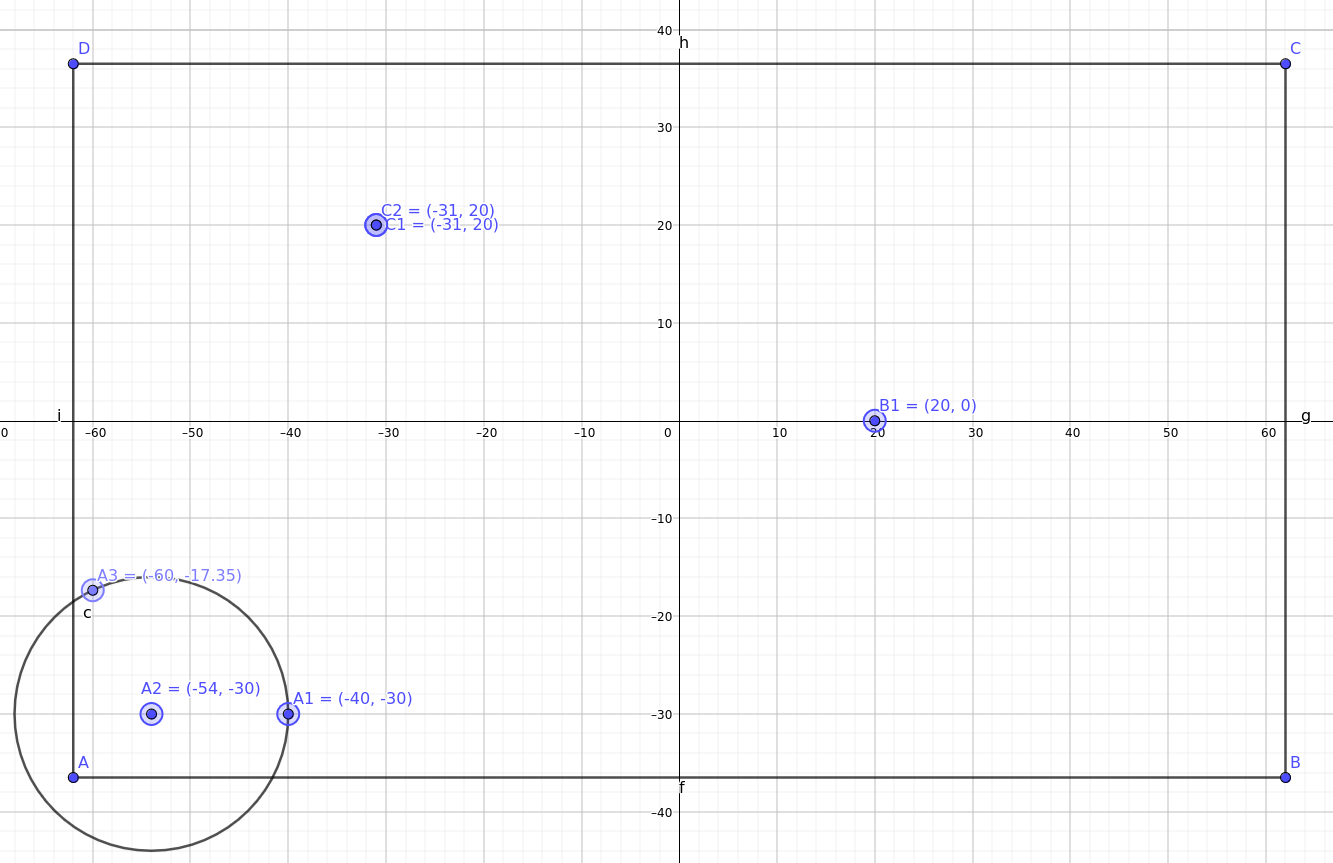 40
h
D
C
30
C2 = (-31, 20)
20
C1 = (-31, 20)
10
B1 = (20, 0)
i
g
0
–60
–50
–40
–30
–20
–10
0
10
20
30
40
50
60
–10
A3 = (-60, -17.35)
c
–20
A2 = (-54, -30)
A1 = (-40, -30)
–30
A
B
f
–40